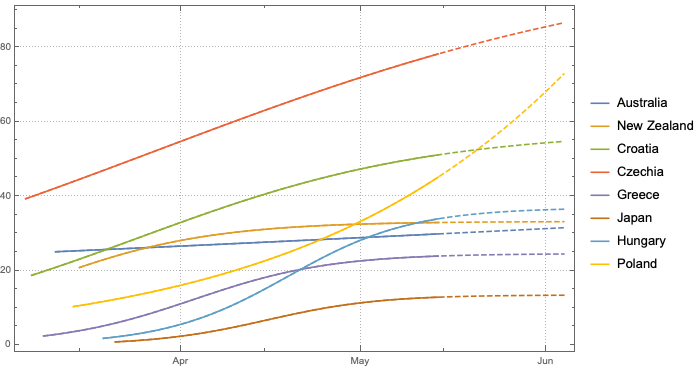 80
60
40
20
0
Apr May Jun
Australia
New Zealand
Croatia
Czechia
Greece
Japan
Hungary
Poland